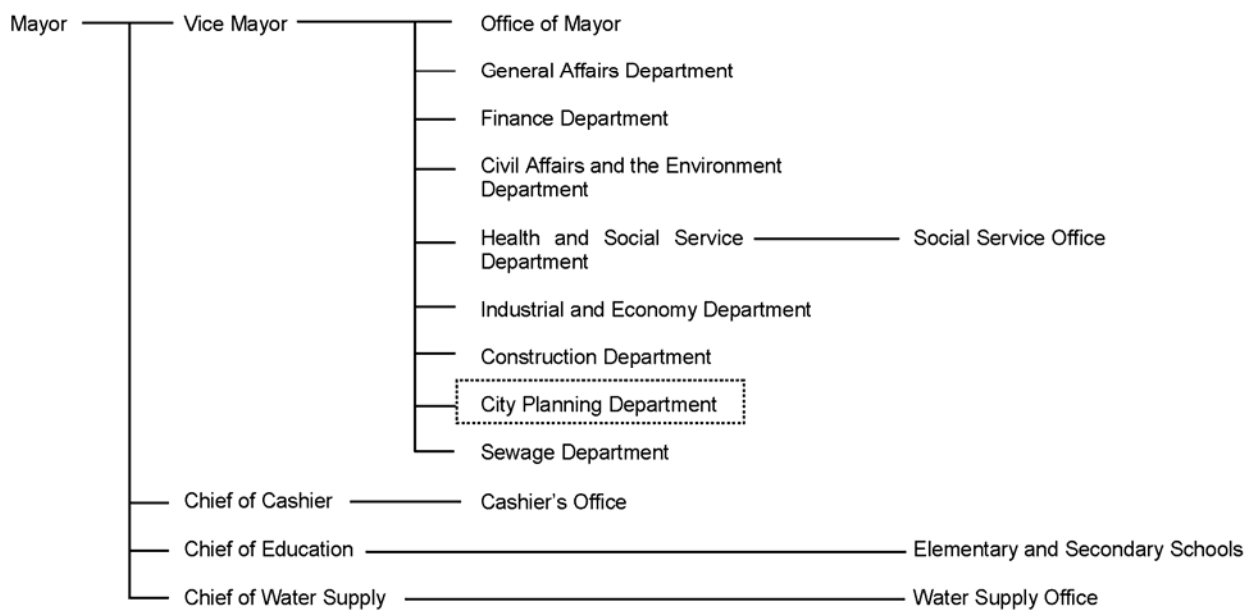 Mayor Vice Mayor Office of Mayor
General Affairs Department
Finance Department
Civil Affairs and the Environment
Department
Health and Social Service Social Service Office
Department
Industrial and Economy Department
Construction Department
City Planning Department
Sewage Department
Chief of Cashier Cashier's Office
Chief of Education Elementary and Secondary Schools
Chief of Water Supply Water Supply Office